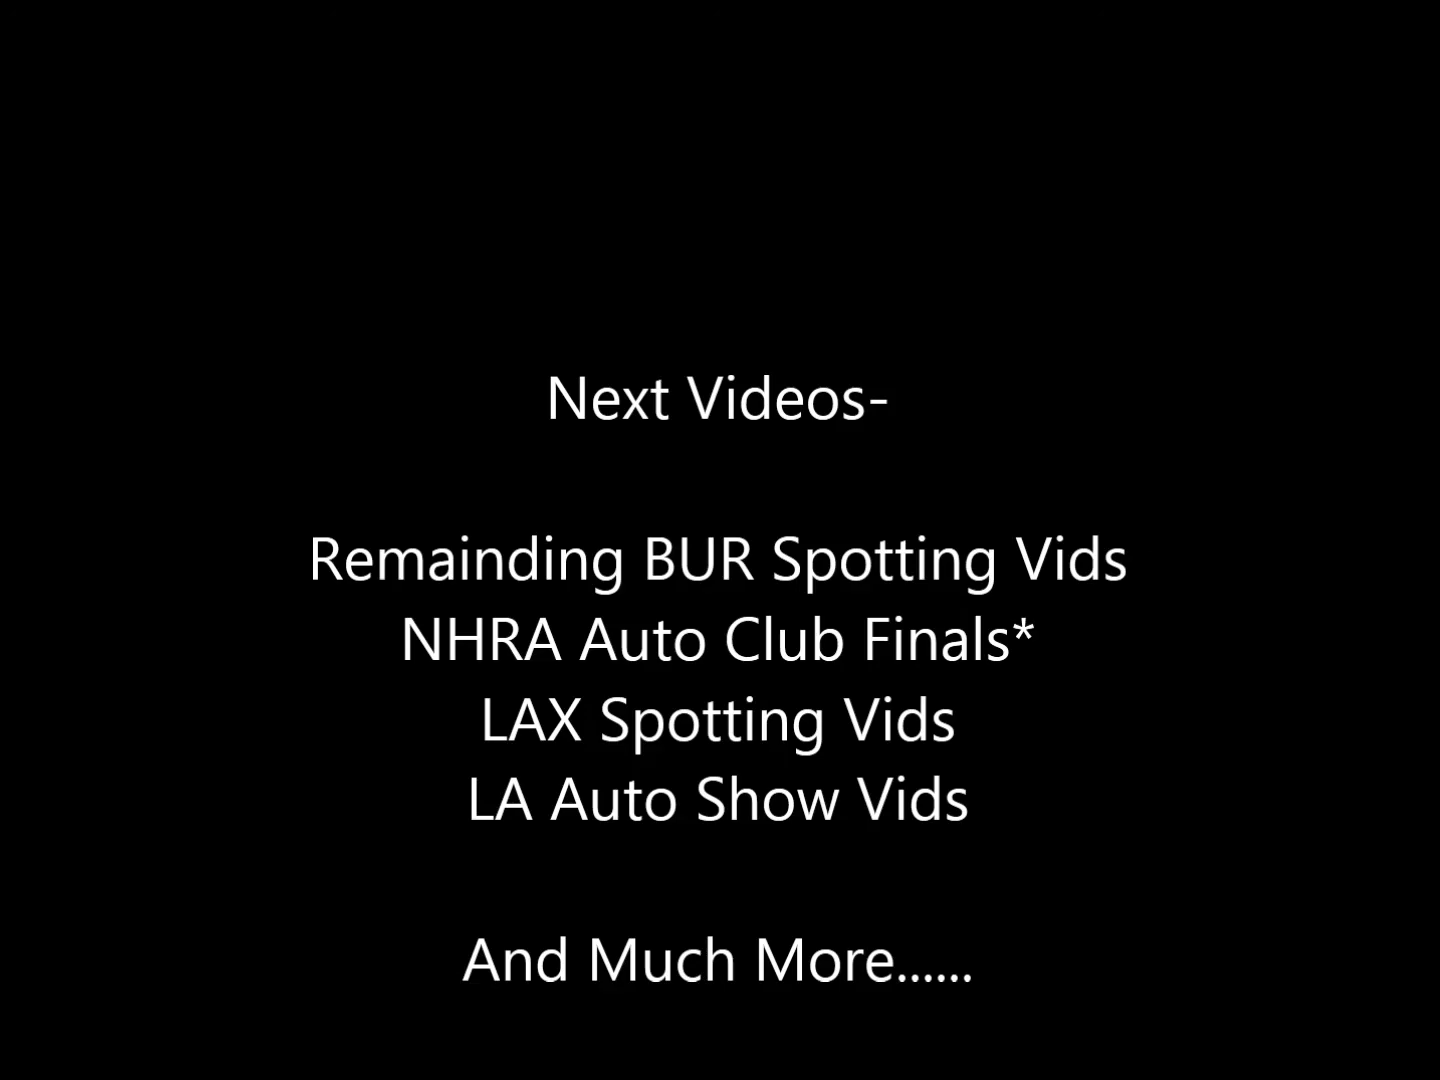 Next Videos-
Remainding BUR Spotting Vids
NHRA Auto Club Finals*
LAX Spotting Vids
LA Auto Show Vids
And Much More......